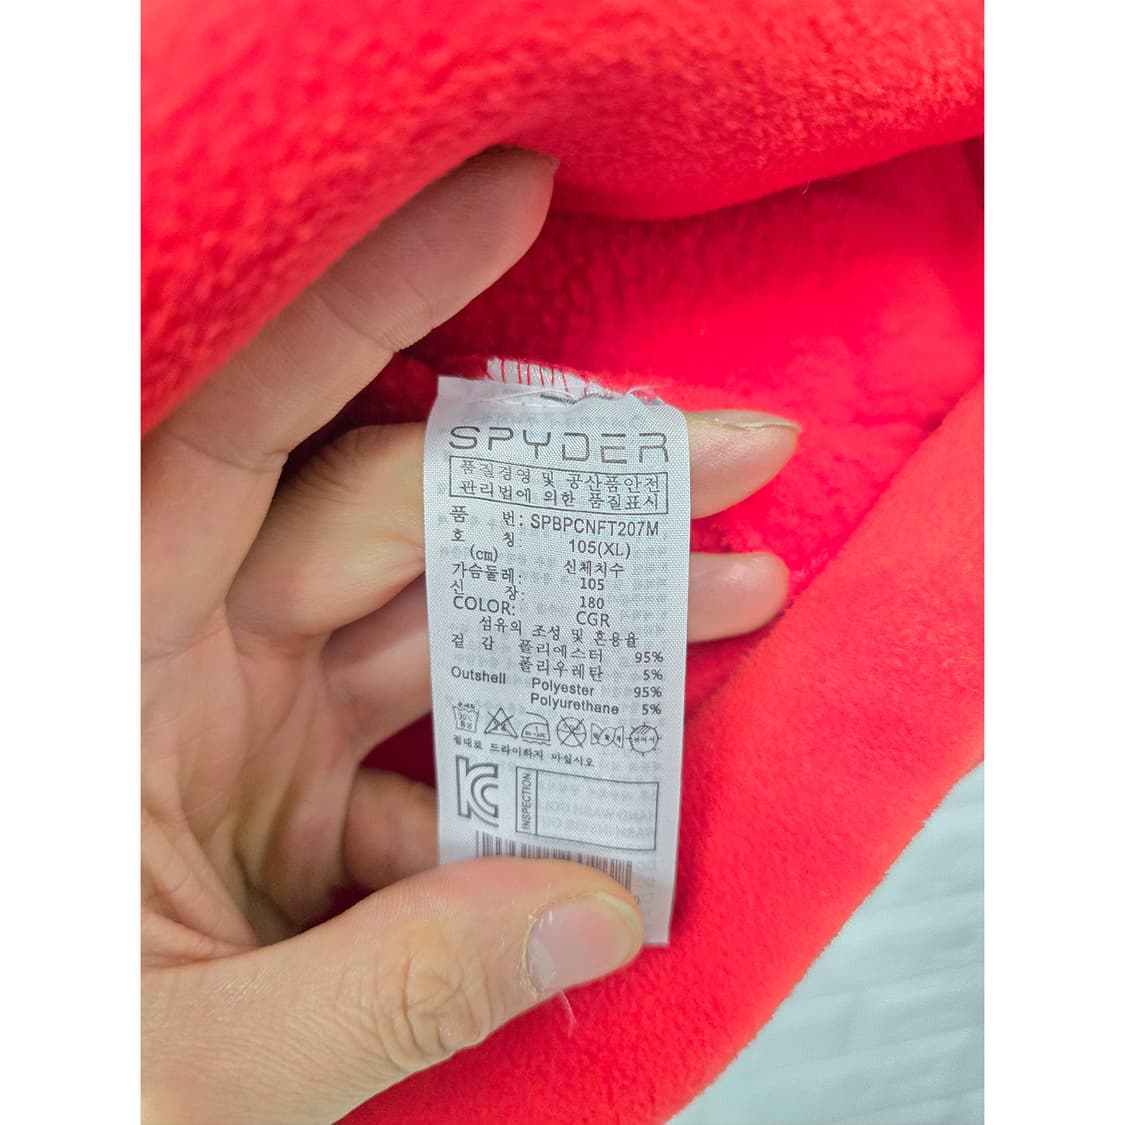 SPYDER
품질경영 및 공산품안전
관리법에 의한 품질표시
품 번: SPBPCNFT207M
호 칭: 105(XL)
(cm) 신체치수
가슴둘레: 105
신 장: 180
COLOR: CGR
섬유의 조성 및 혼용율
겉 감 폴리에스터 95%
폴리우레탄 5%
Outshell Polyester 95%
Polyurethane 5%
절대로 드라이하지 마십시오
INSPECTION